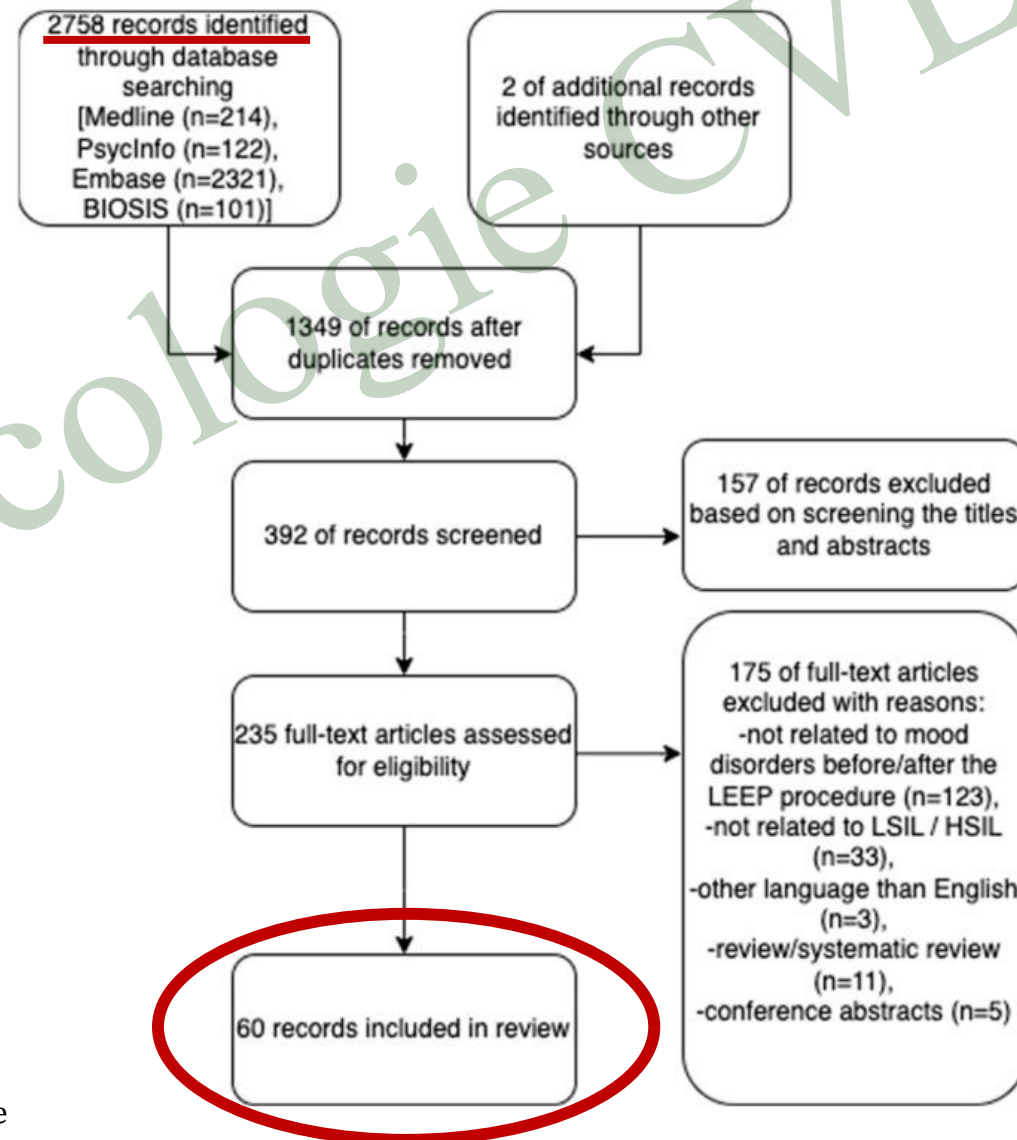 2758 records identified
through database
searching
[Medline (n=214),
PsycInfo (n=122),
Embase (n=2321),
BIOSIS (n=101)]
2 of additional records
identified through other
sources
1349 of records after
duplicates removed
392 of records screened
157 of records excluded
based on screening the titles
and abstracts
235 full-text articles assessed
for eligibility
175 of full-text articles
excluded with reasons:
-not related to mood
disorders before/after the
LEEP procedure (n=123),
-not related to LSIL / HSIL
(n=33),
-other language than English
(n=3),
-review/systematic review
(n=11),
-conference abstracts (n=5)
60 records included in review
cologie CVL
e